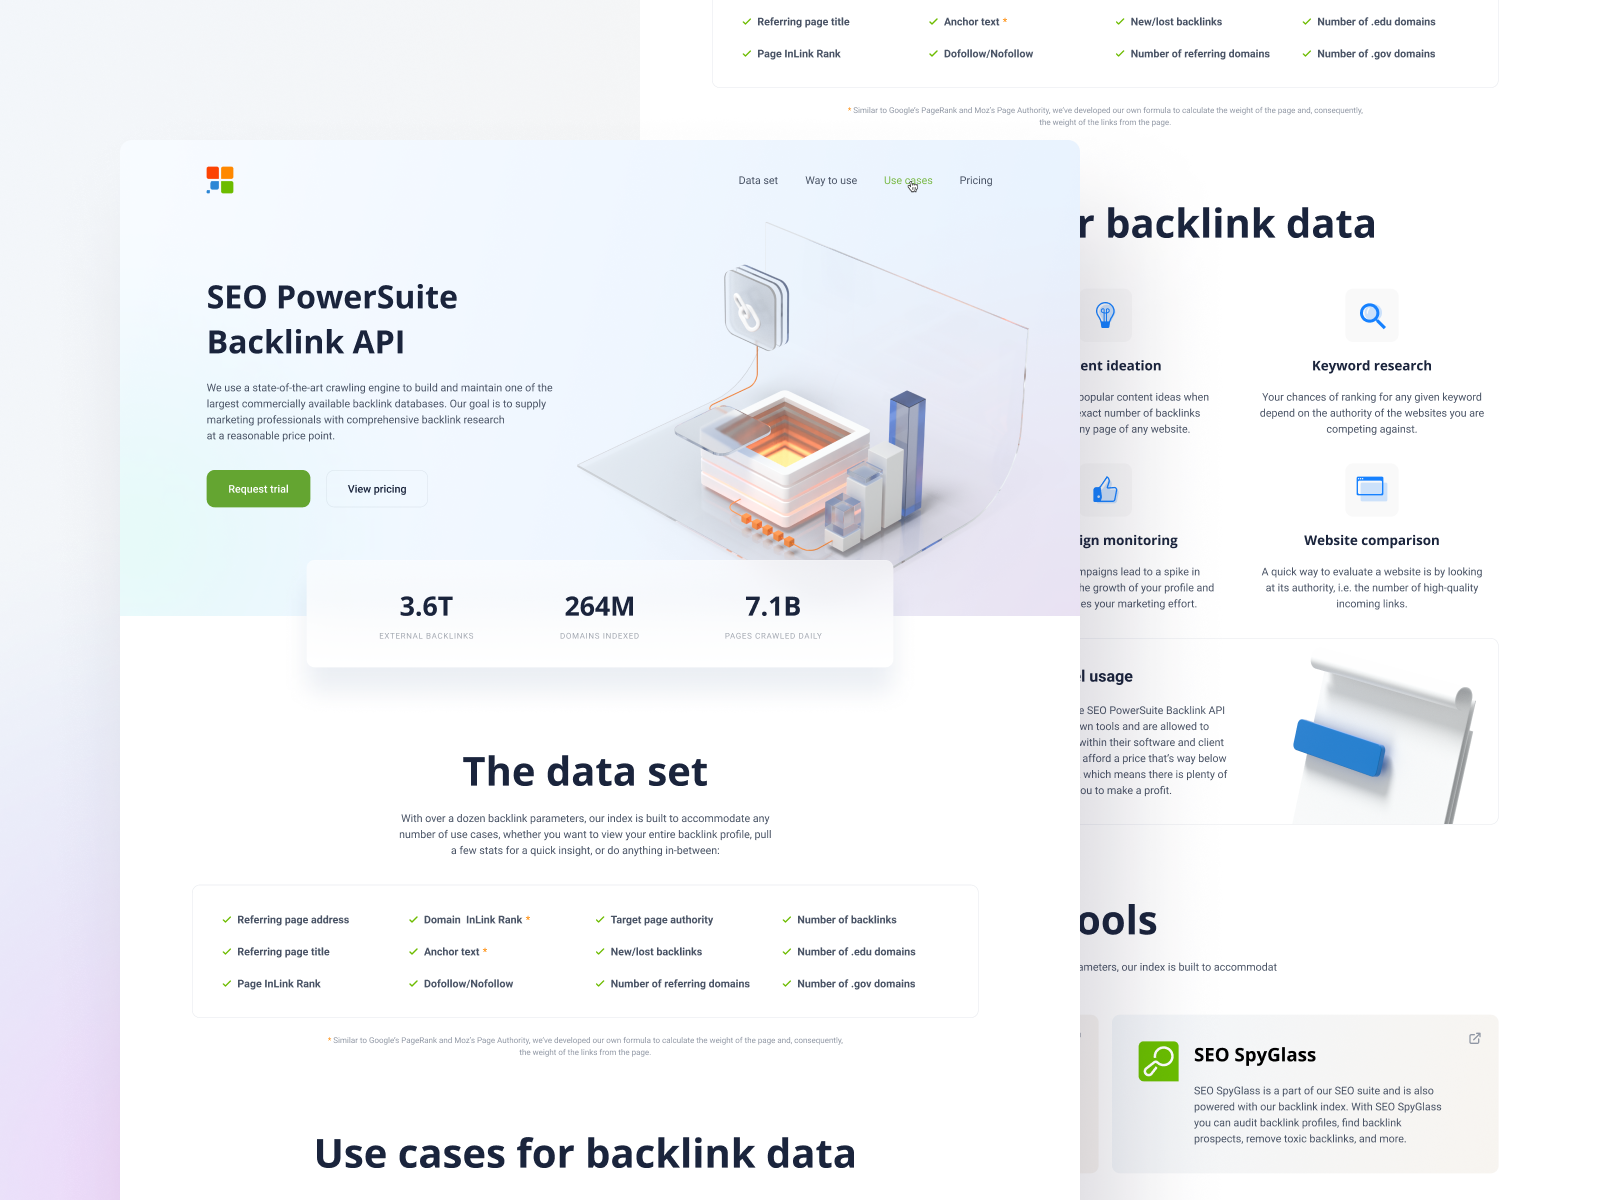 Referring page title
Anchor text *
New/lost backlinks
Number of .edu domains
Page InLink Rank
Dofollow/Nofollow
Number of referring domains
Number of .gov domains
* Similar to Google's PageRank and Moz's Page Authority, we've developed our own formula to calculate the weight of the page and, consequently,
the weight of the links from the page.
Data set
Way to use
Use cases
Pricing
SEO PowerSuite
Backlink API
We use a state-of-the-art crawling engine to build and maintain one of the
largest commercially available backlink databases. Our goal is to supply
marketing professionals with comprehensive backlink research
at a reasonable price point.
Request trial
View pricing
3.6T
EXTERNAL BACKLINKS
264M
DOMAINS INDEXED
7.1B
PAGES CRAWLED DAILY
The data set
With over a dozen backlink parameters, our index is built to accommodate any
number of use cases, whether you want to view your entire backlink profile, pull
a few stats for a quick insight, or do anything in-between:
Referring page address
Domain InLink Rank *
Target page authority
Number of backlinks
Referring page title
Anchor text *
New/lost backlinks
Number of .edu domains
Page InLink Rank
Dofollow/Nofollow
Number of referring domains
Number of .gov domains
* Similar to Google's PageRank and Moz's Page Authority, we've developed our own formula to calculate the weight of the page and, consequently,
the weight of the links from the page.
Use cases for backlink data
r backlink data
ent ideation
popular content ideas when
exact number of backlinks
ny page of any website.
Keyword research
Your chances of ranking for any given keyword
depend on the authority of the websites you are
competing against.
ign monitoring
mpaigns lead to a spike in
he growth of your profile and
es your marketing effort.
Website comparison
A quick way to evaluate a website is by looking
at its authority, i.e. the number of high-quality
incoming links.
l usage
e SEO PowerSuite Backlink API
wn tools and are allowed to
within their software and client
afford a price that's way below
which means there is plenty of
ou to make a profit.
ools
ameters, our index is built to accommodat
SEO SpyGlass
SEO SpyGlass is a part of our SEO suite and is also
powered with our backlink index. With SEO SpyGlass
you can audit backlink profiles, find backlink
prospects, remove toxic backlinks, and more.